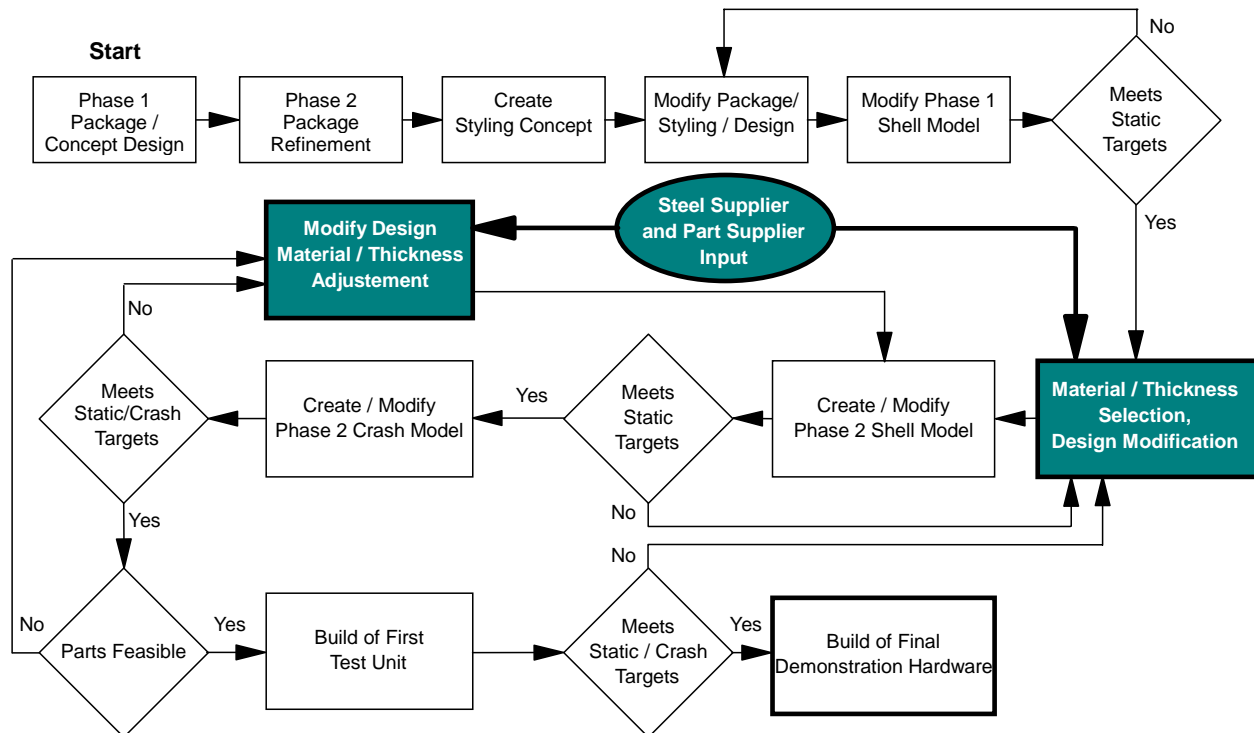 Start
Phase 1
Package /
Concept Design
Phase 2
Package
Refinement
Create
Styling Concept
Modify Package/
Styling / Design
Modify Phase 1
Shell Model
Meets
Static
Targets
No
Yes
Steel Supplier
and Part Supplier
Input
Modify Design
Material / Thickness
Adjustement
Material / Thickness
Selection,
Design Modification
Create / Modify
Phase 2 Shell Model
Meets
Static
Targets
Yes
No
Create / Modify
Phase 2 Crash Model
Meets
Static/Crash
Targets
No
Yes
Parts Feasible
No
Yes
Build of First
Test Unit
Meets
Static / Crash
Targets
No
Yes
Build of Final
Demonstration Hardware